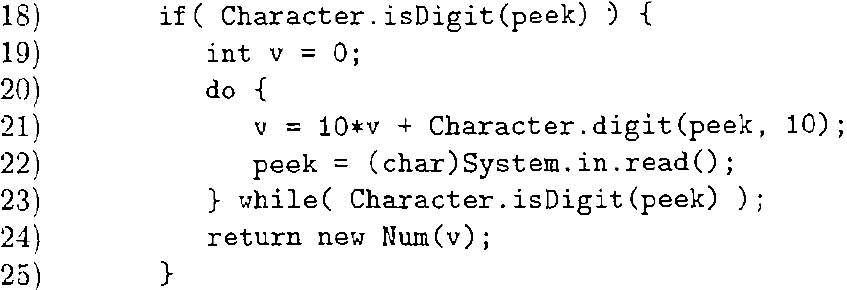 18) if( Character.isDigit(peek) ) {
19) int v = 0;
20) do {
21) v = 10*v + Character.digit(peek, 10);
22) peek = (char)System.in.read();
23) } while( Character.isDigit(peek) );
24) return new Num(v);
25) }